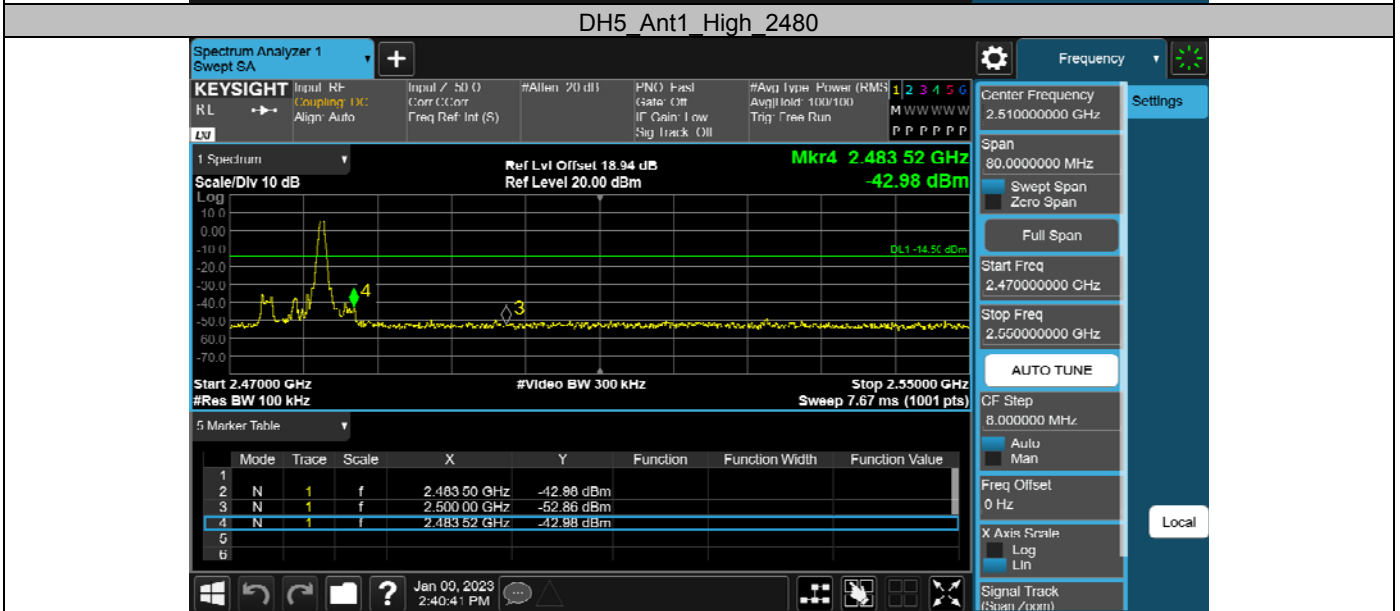 DH5_Ant1_High_2480
Spectrum Analyzer 1
Swept SA
+
Frequency
KEYSIGHT
RL
LXI
Input: RF
Coupling: DC
Align: Auto
Input Z: 50 Ω
Corr CCorr
Freq Ref: Int (S)
#Atten: 20 dB
PNO: Fast
Gate: Off
IF Gain: Low
Sig Track: Off
#Avg Type: Power (RMS
Avg|Hold: 100/100
Trig: Free Run
1 2 3 4 5 6
M W W W W W
P P P P P P
Center Frequency
2.510000000 GHz
Settings
1 Spectrum
Scale/Div 10 dB
Ref Lvl Offset 18.94 dB
Ref Level 20.00 dBm
Mkr4 2.483 52 GHz
-42.98 dBm
Span
80.0000000 MHz
Swept Span
Zero Span
Full Span
Log
10.0
0.00
-10.0
-20.0
-30.0
-40.0
-50.0
-60.0
-70.0
DL1 -14.50 dBm
4
3
Start Freq
2.470000000 GHz
Stop Freq
2.550000000 GHz
AUTO TUNE
Start 2.47000 GHz
#Video BW 300 kHz
Stop 2.55000 GHz
#Res BW 100 kHz
Sweep 7.67 ms (1001 pts)
CF Step
8.000000 MHz
Auto
Man
5 Marker Table
Mode Trace Scale X Y Function Function Width Function Value
1
2 N 1 f 2.483 50 GHz -42.98 dBm
3 N 1 f 2.500 00 GHz -52.86 dBm
4 N 1 f 2.483 52 GHz -42.98 dBm
5
6
Freq Offset
0 Hz
X Axis Scale
Log
Lin
Local
Signal Track
(Span Zoom)
?
Jan 09, 2023
2:40:41 PM